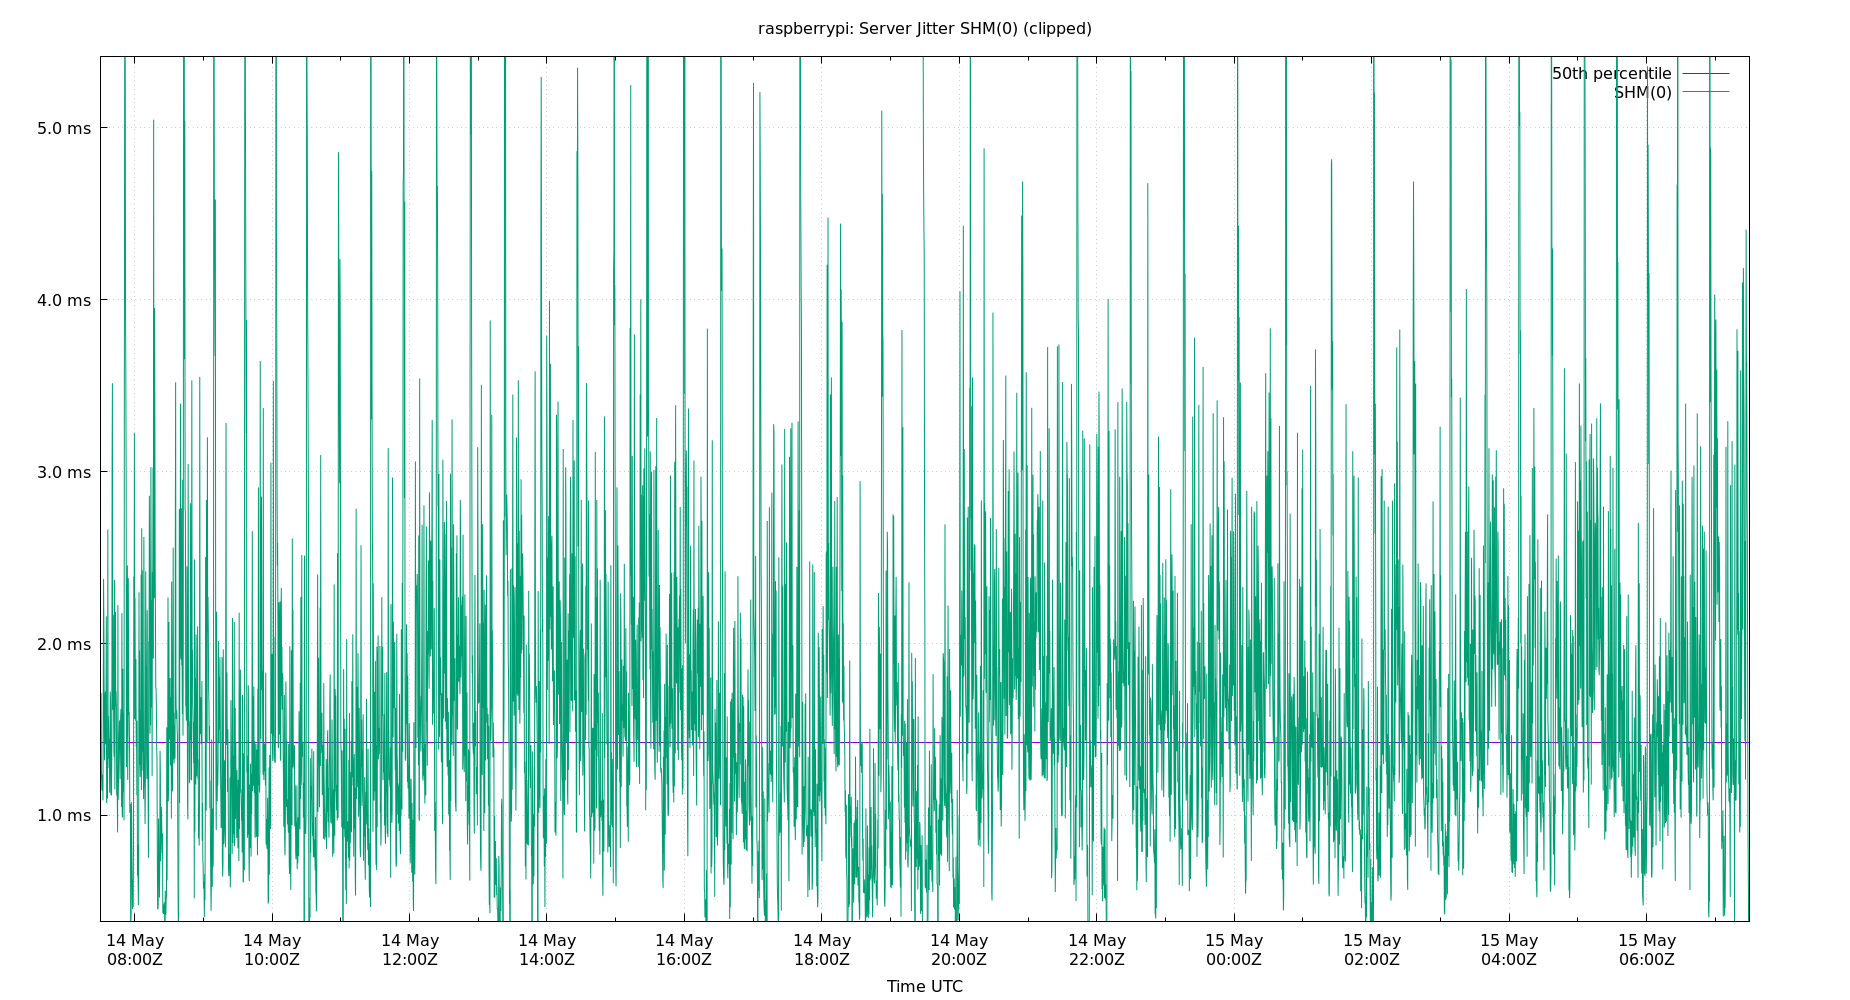 raspberrypi: Server Jitter SHM(0) (clipped)
50th percentile
SHM(0)
5.0 ms
4.0 ms
3.0 ms
2.0 ms
1.0 ms
14 May 14 May 14 May 14 May 14 May 14 May 14 May 14 May 15 May 15 May 15 May 15 May
08:00Z 10:00Z 12:00Z 14:00Z 16:00Z 18:00Z 20:00Z 22:00Z 00:00Z 02:00Z 04:00Z 06:00Z
Time UTC